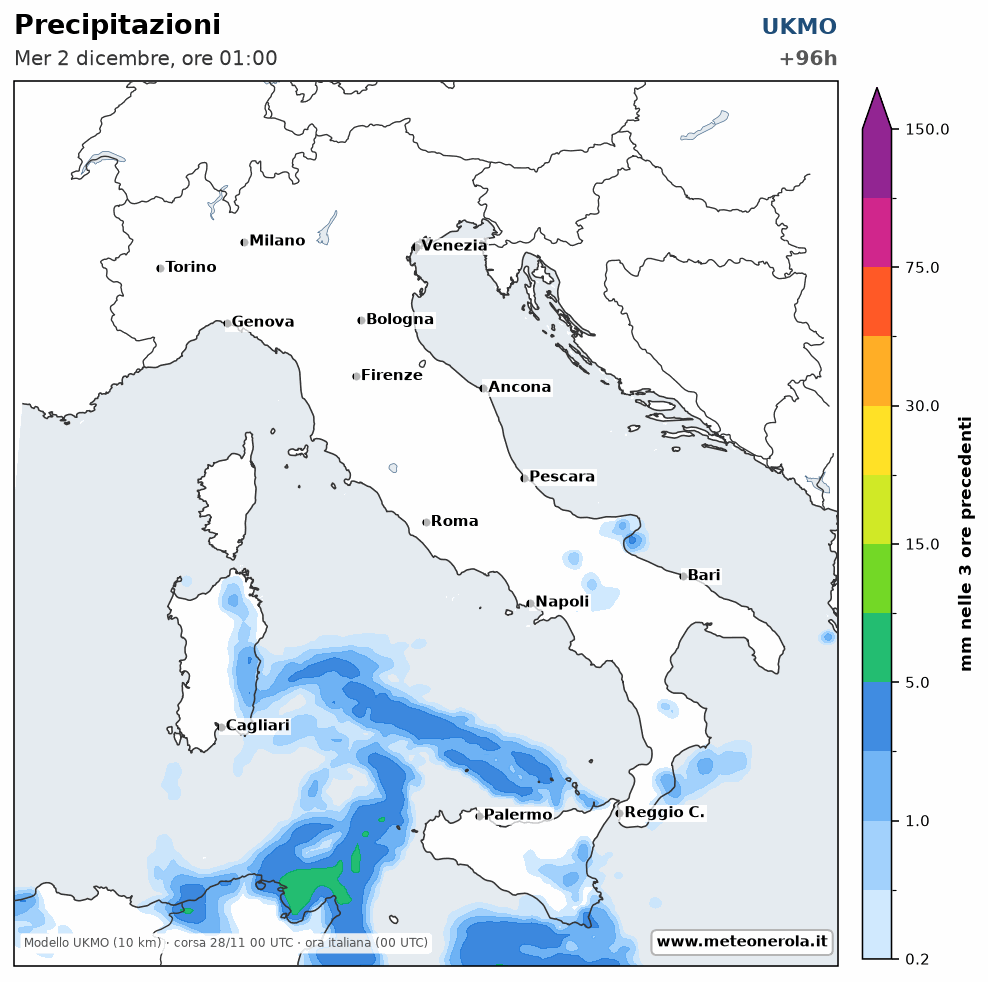 Precipitazioni
UKMO
Mer 2 dicembre, ore 01:00
+96h
150.0
75.0
30.0
15.0
5.0
1.0
0.2
mm nelle 3 ore precedenti
Milano
Venezia
Torino
Genova
Bologna
Firenze
Ancona
Pescara
Roma
Bari
Napoli
Cagliari
Palermo
Reggio C.
Modello UKMO (10 km) · corsa 28/11 00 UTC · ora italiana (00 UTC)
www.meteonerola.it